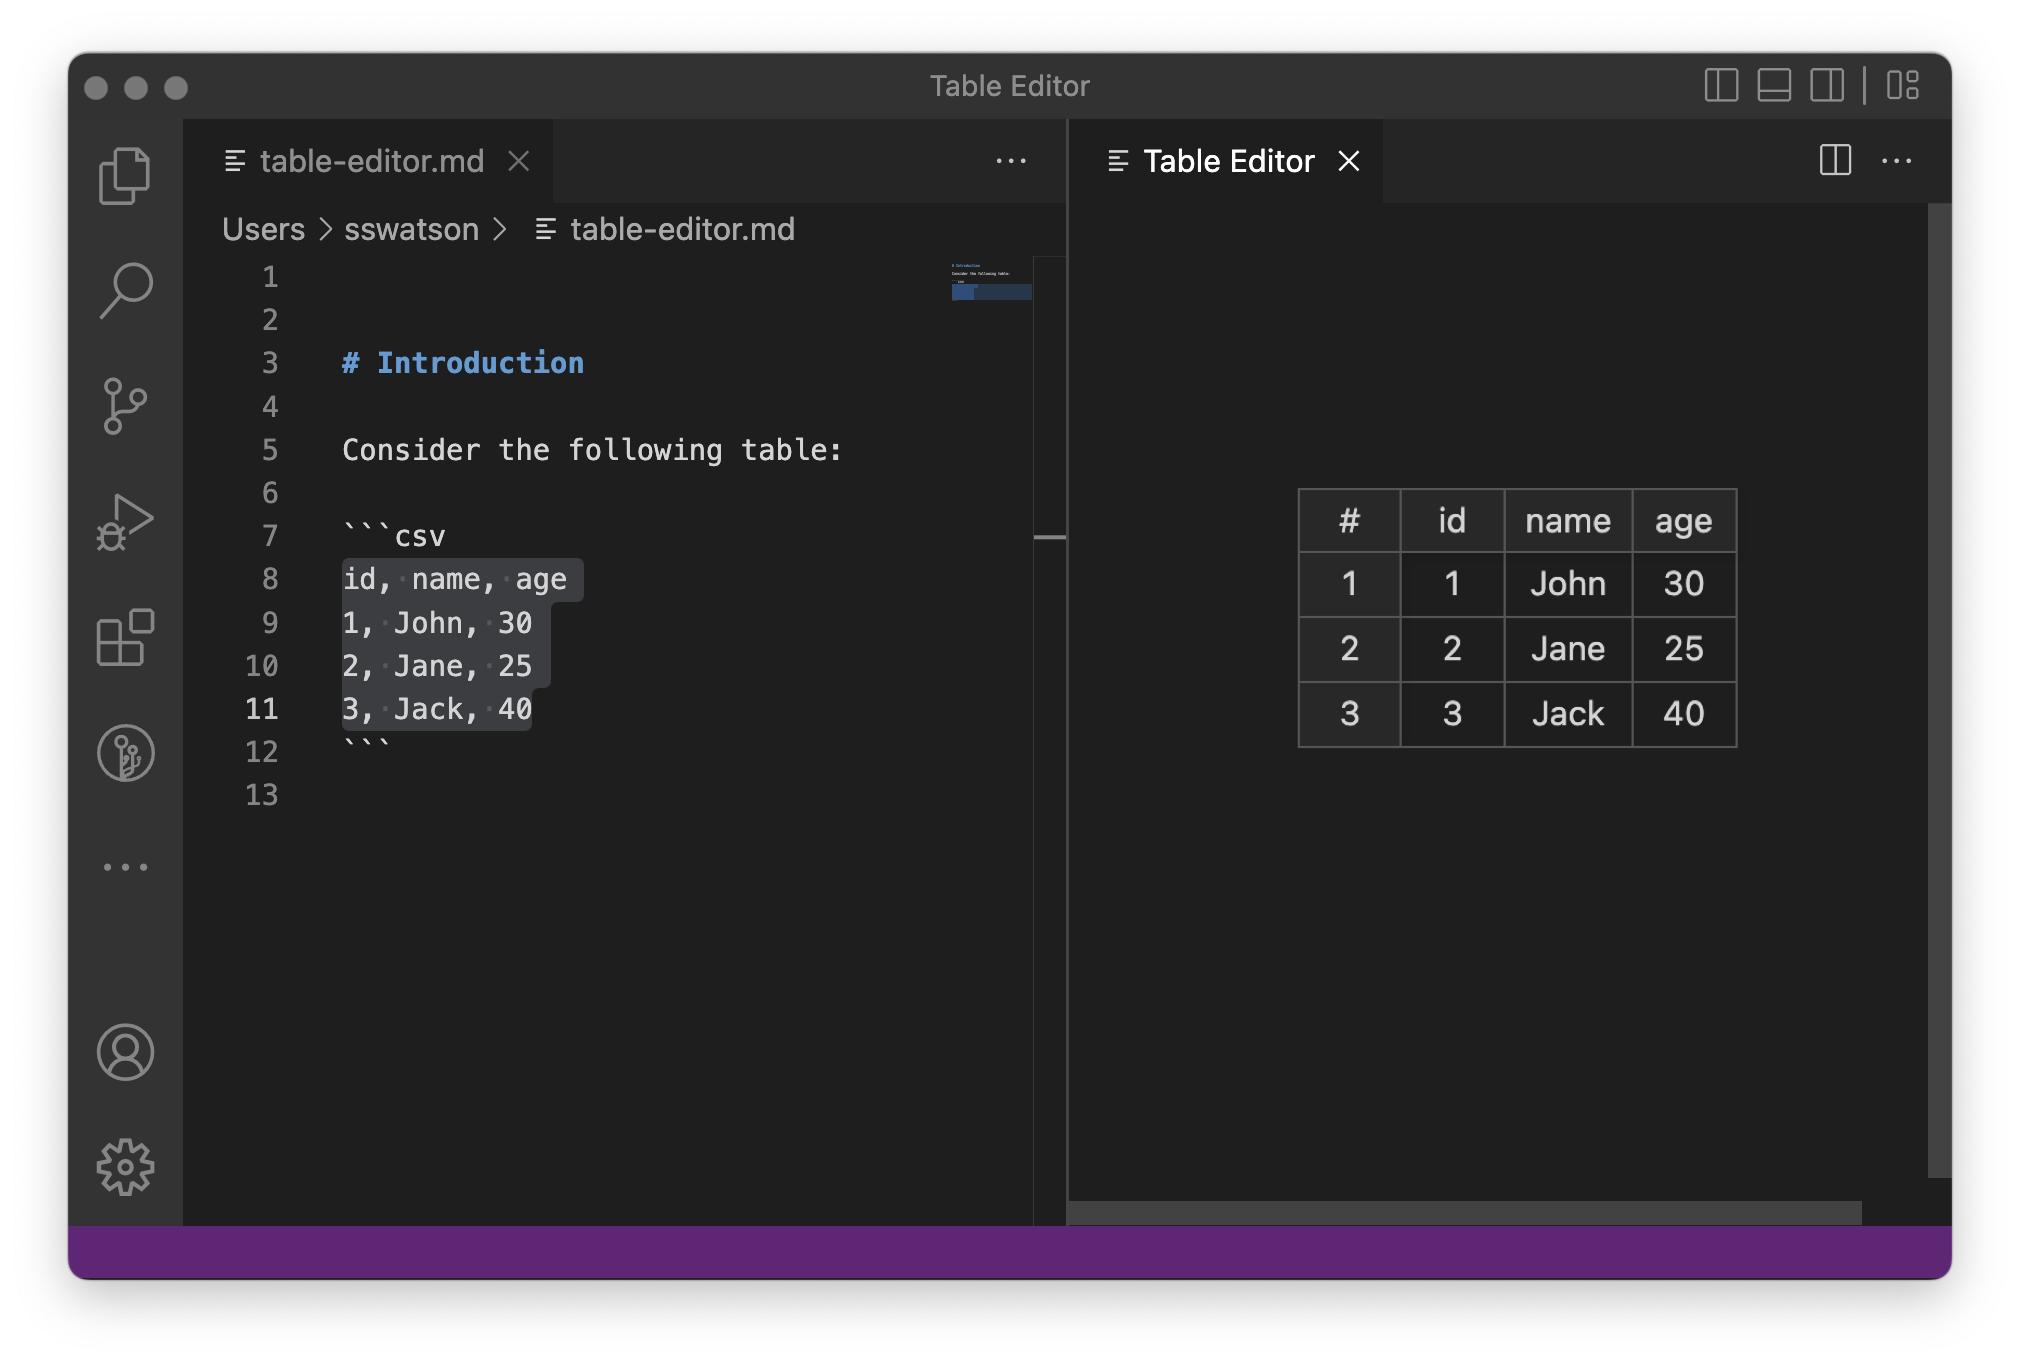 Table Editor
table-editor.md
Users > sswatson > table-editor.md
1
2
3 # Introduction
4
5 Consider the following table:
6
7 ```csv
8 id, name, age
9 1, John, 30
10 2, Jane, 25
11 3, Jack, 40
12 ```
13
Table Editor
# id name age
1 1 John 30
2 2 Jane 25
3 3 Jack 40